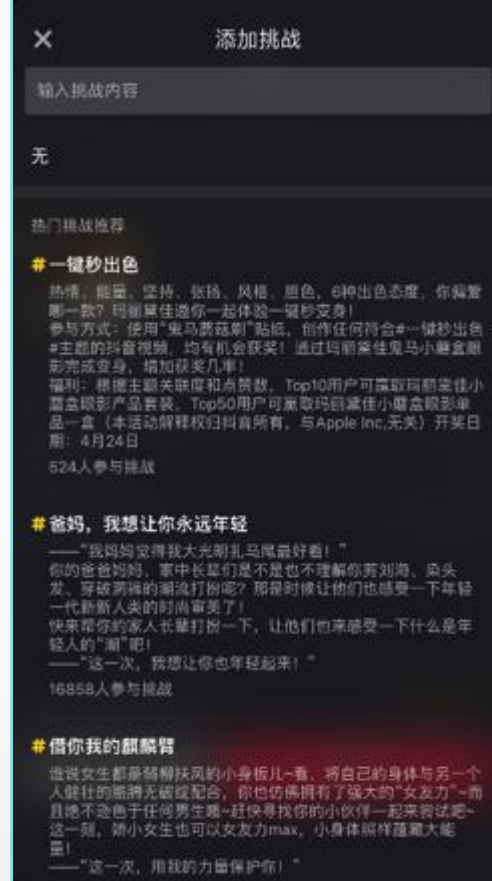 添加挑战
输入挑战内容
无
热门挑战推荐
#一键秒出色
热情、能量、坚持、张扬、风格、胆色，6种出色态度，你偏爱
哪一款？玛丽黛佳邀你一起体验一键秒变身！
参与方式：使用“鬼马蘑菇刷”贴纸，创作任何符合#一键秒出色
#主题的抖音视频，均有机会获奖！通过玛丽黛佳鬼马小蘑盒眼
影完成变身，增加获奖几率！
福利：根据主题关联度和点赞数，Top10用户可赢取玛丽黛佳小
蘑盒眼影产品套装，Top50用户可赢取玛丽黛佳小蘑盒眼影单
品一盒（本活动解释权归抖音所有，与Apple Inc,无关）开奖日
期：4月24日
624人参与挑战
#爸妈，我想让你永远年轻
——“我妈妈觉得我大光明扎马尾最好看！”
你的爸爸妈妈、家中长辈们是不是也不理解你剪刘海、染头
发、穿破洞裤的潮流打扮呢？那是时候让他们也感受一下年轻
一代新新人类的时尚审美了！
快来帮你的家人长辈打扮一下，让他们也来感受一下什么是年
轻人的“潮”吧！
——“这一次，我想让你也年轻起来！”
16858人参与挑战
#借你我的麒麟臂
谁说女生都是弱柳扶风的小身板儿~看，将自己的身体与另一个
人健壮的胳膊无破绽配合，你也仿佛拥有了强大的“女友力”~而
且绝不逊色于任何男生噢~赶快寻找你的小伙伴一起来尝试吧~
这一刻，娇小女生也可以女友力max，小身体照样蕴藏大能
量！
——“这一次，用我的力量保护你！”